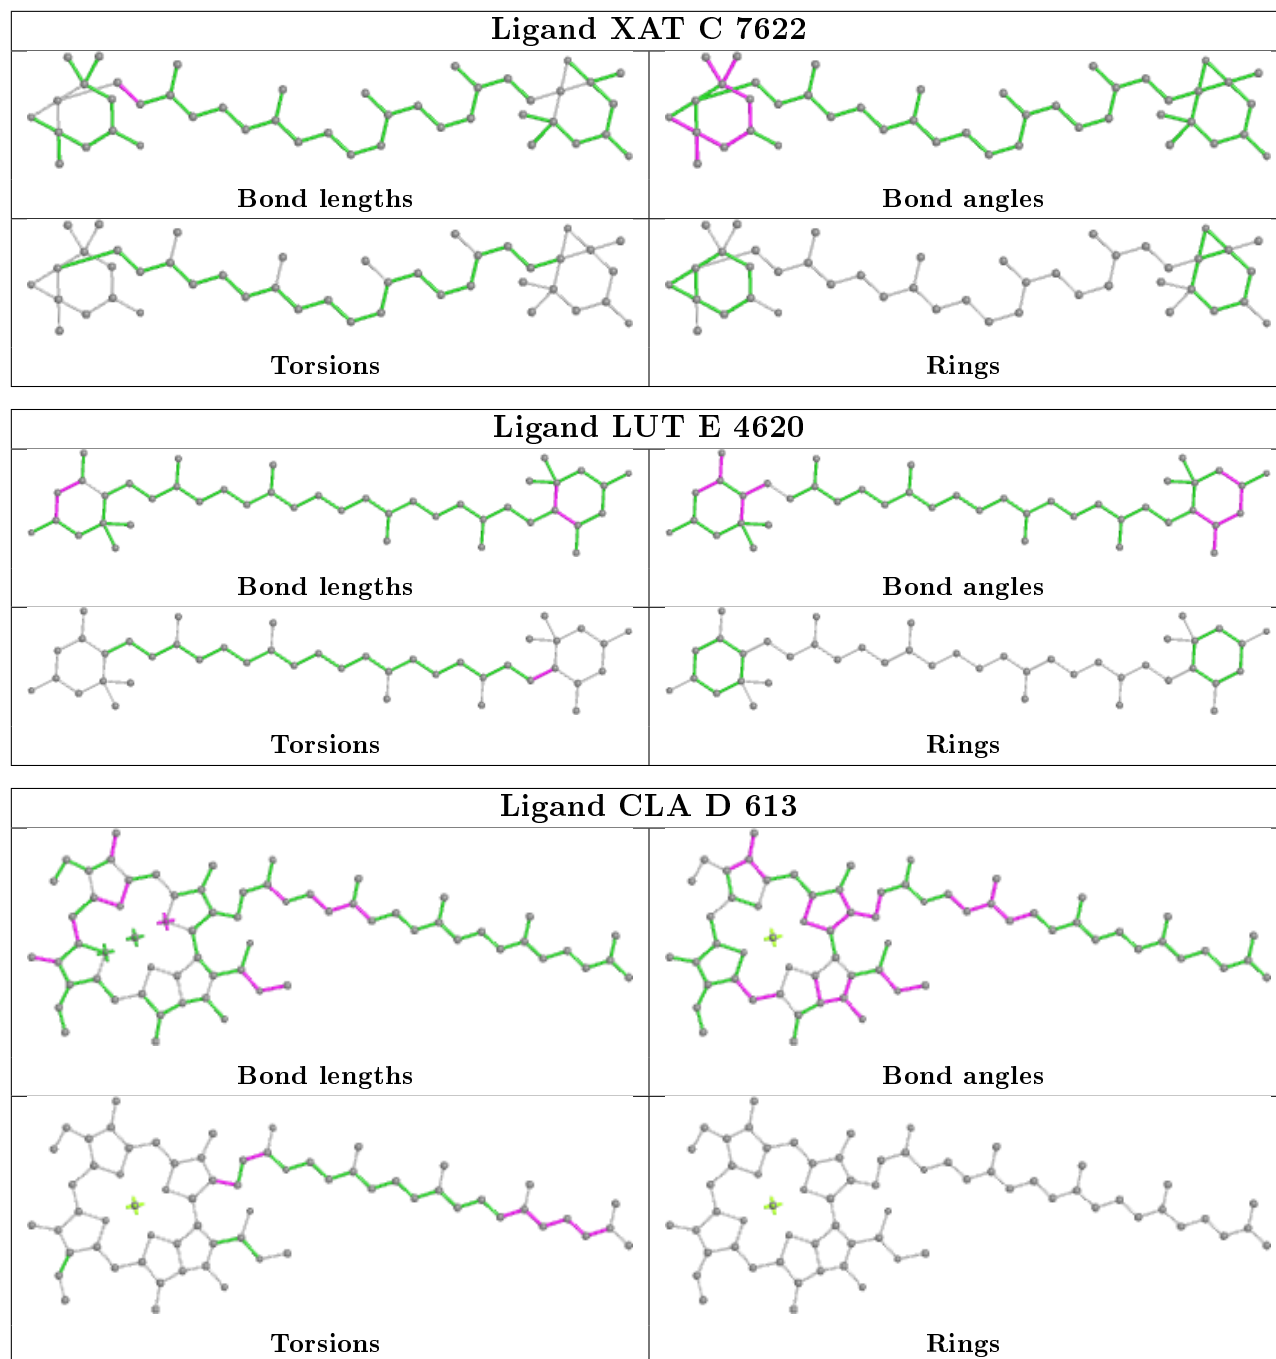 Ligand XAT C 7622
Bond lengths
Bond angles
Torsions
Rings
Ligand LUT E 4620
Bond lengths
Bond angles
Torsions
Rings
Ligand CLA D 613
Bond lengths
Bond angles
Torsions
Rings